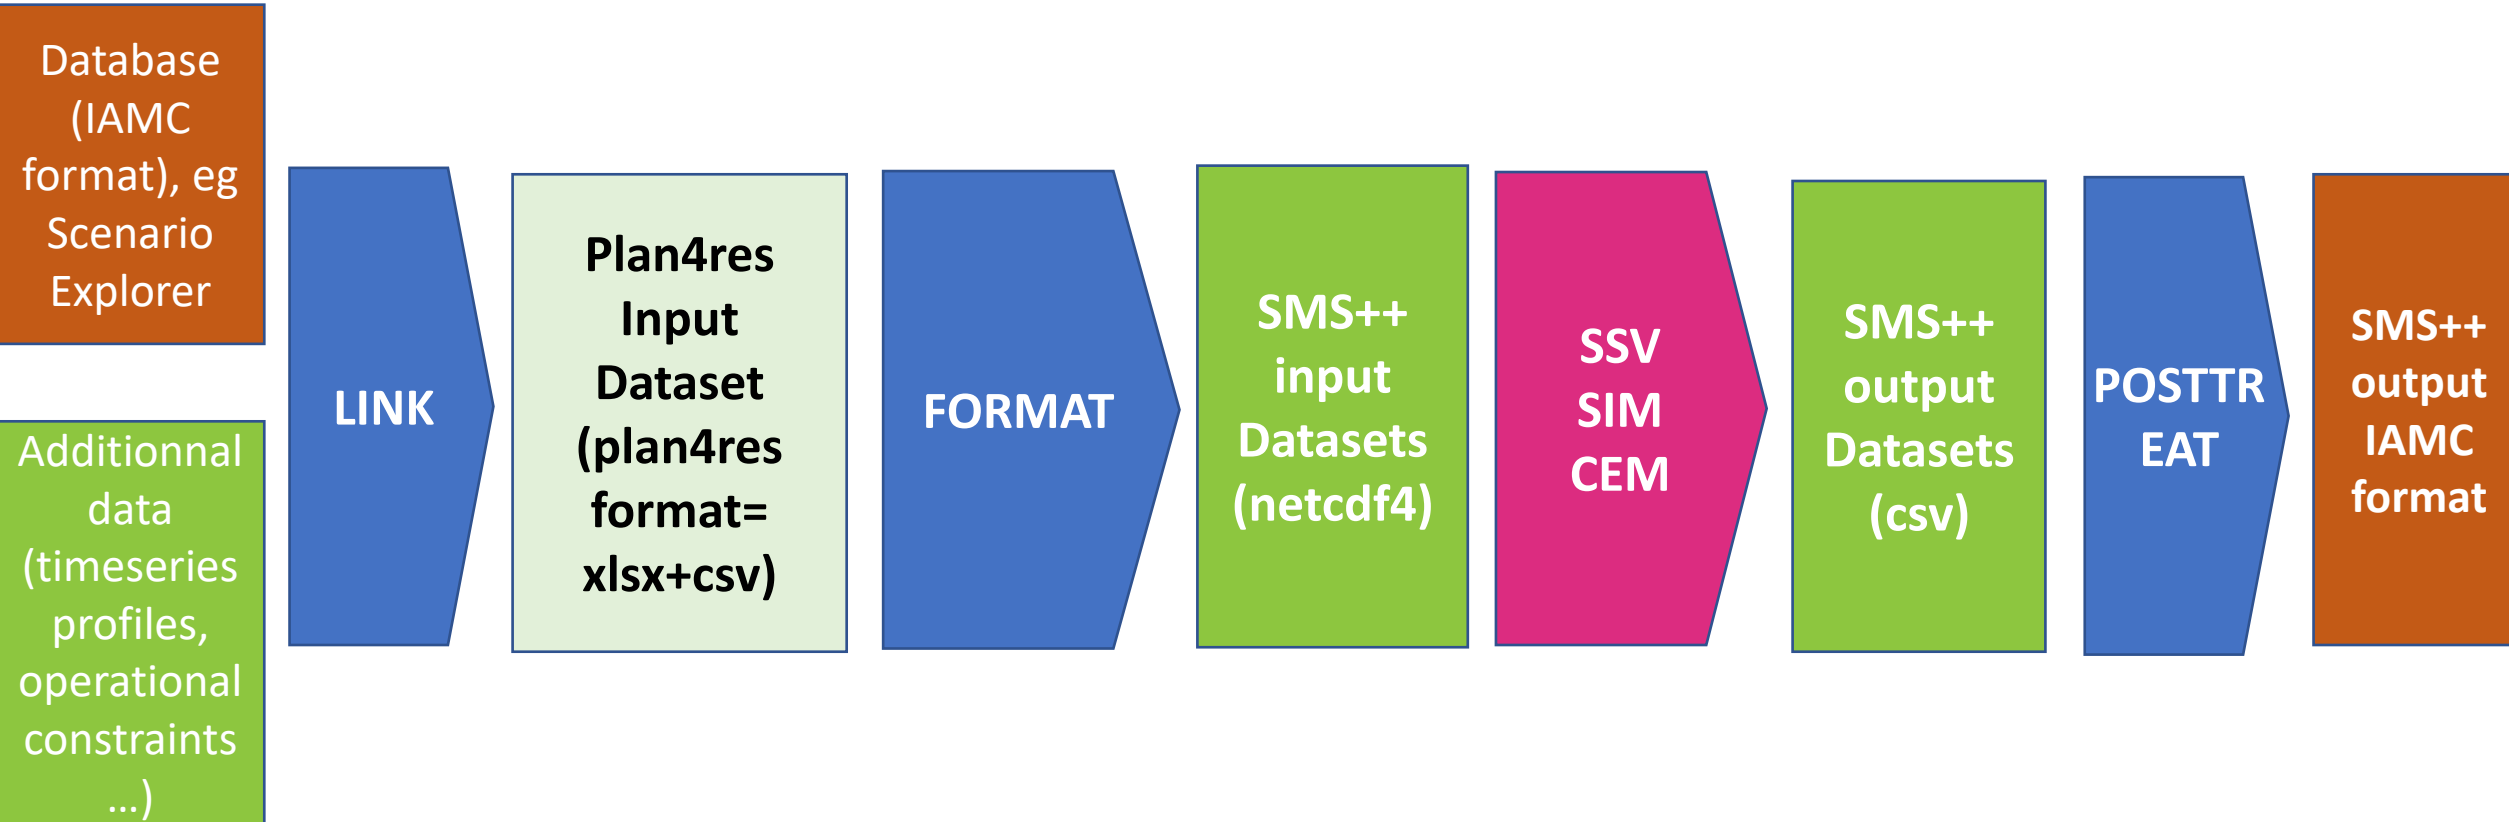 Database
(IAMC
format), eg
Scenario
Explorer
Additionnal
data
(timeseries
profiles,
operational
constraints
...)
LINK
Plan4res
Input
Dataset
(plan4res
format=
xlsx+csv)
FORMAT
SMS++
input
Datasets
(netcdf4)
SSV
SIM
CEM
SMS++
output
Datasets
(csv)
POSTTR
EAT
SMS++
output
IAMC
format